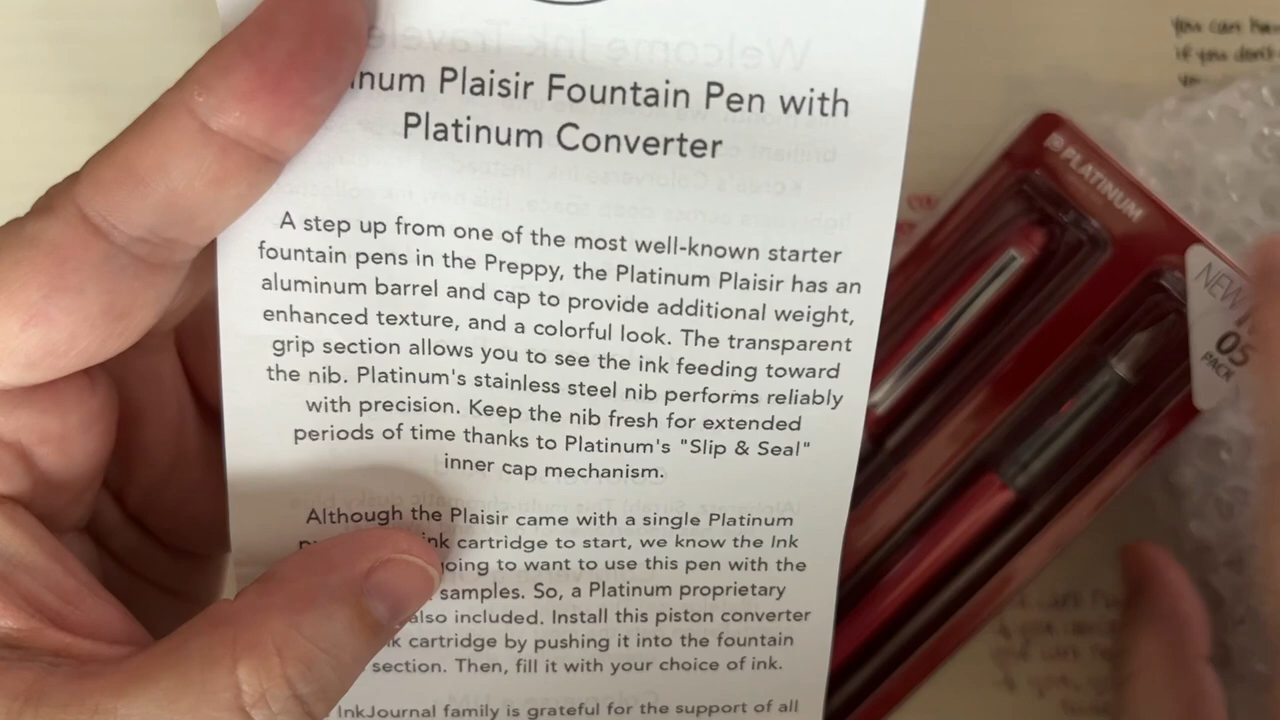 Plaisir Fountain Pen with
Platinum Converter
A step up from one of the most well-known starter
fountain pens in the Preppy, the Platinum Plaisir has an
aluminum barrel and cap to provide additional weight,
enhanced texture, and a colorful look. The transparent
grip section allows you to see the ink feeding toward
the nib. Platinum's stainless steel nib performs reliably
with precision. Keep the nib fresh for extended
periods of time thanks to Platinum's "Slip & Seal"
inner cap mechanism.
Although the Plaisir came with a single Platinum
ink cartridge to start, we know the Ink
going to want to use this pen with the
samples. So, a Platinum proprietary
also included. Install this piston converter
cartridge by pushing it into the fountain
section. Then, fill it with your choice of ink.
InkJournal family is grateful for the support of all
PLATINUM
05
PACK
you can
if you don't